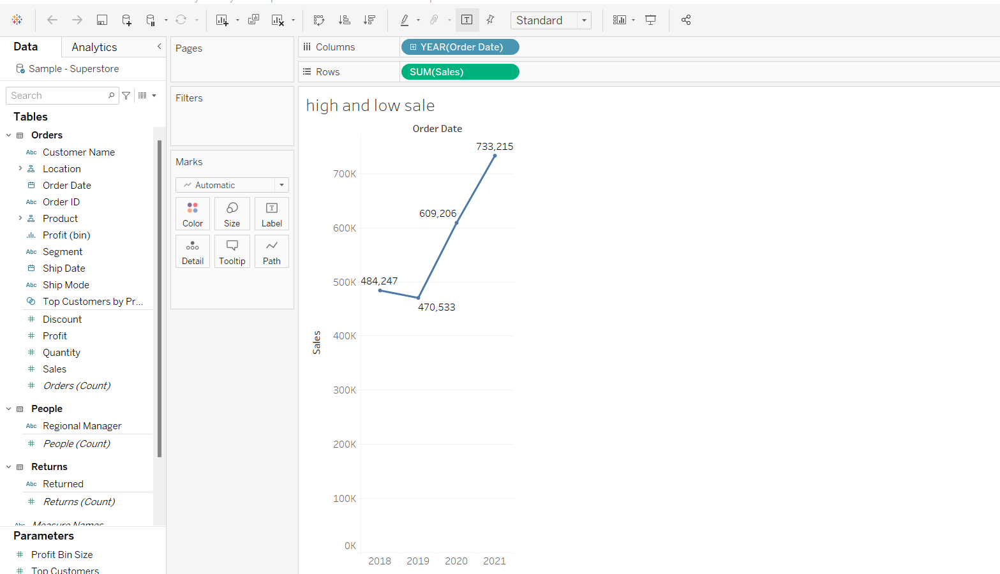 Standard
Data
Analytics
Pages
Columns
YEAR(Order Date)
Sample - Superstore
Rows
SUM(Sales)
Search
Filters
high and low sale
Tables
Orders
Order Date
Abc Customer Name
733,215
Location
Marks
700K
Order Date
Automatic
Abc Order ID
609,206
Product
Color
Size
T
Label
600K
Profit (bin)
Abc Segment
Detail
Tooltip
Path
Ship Date
500K
484,247
Abc Ship Mode
470,533
Top Customers by Pr...
# Discount
# Profit
400K
Sales
# Quantity
# Sales
# Orders (Count)
300K
People
Abc Regional Manager
# People (Count)
200K
Returns
Abc Returned
# Returns (Count)
100K
Abc Measure Names
Parameters
0K
# Profit Bin Size
2018 2019 2020 2021
# Top Customers